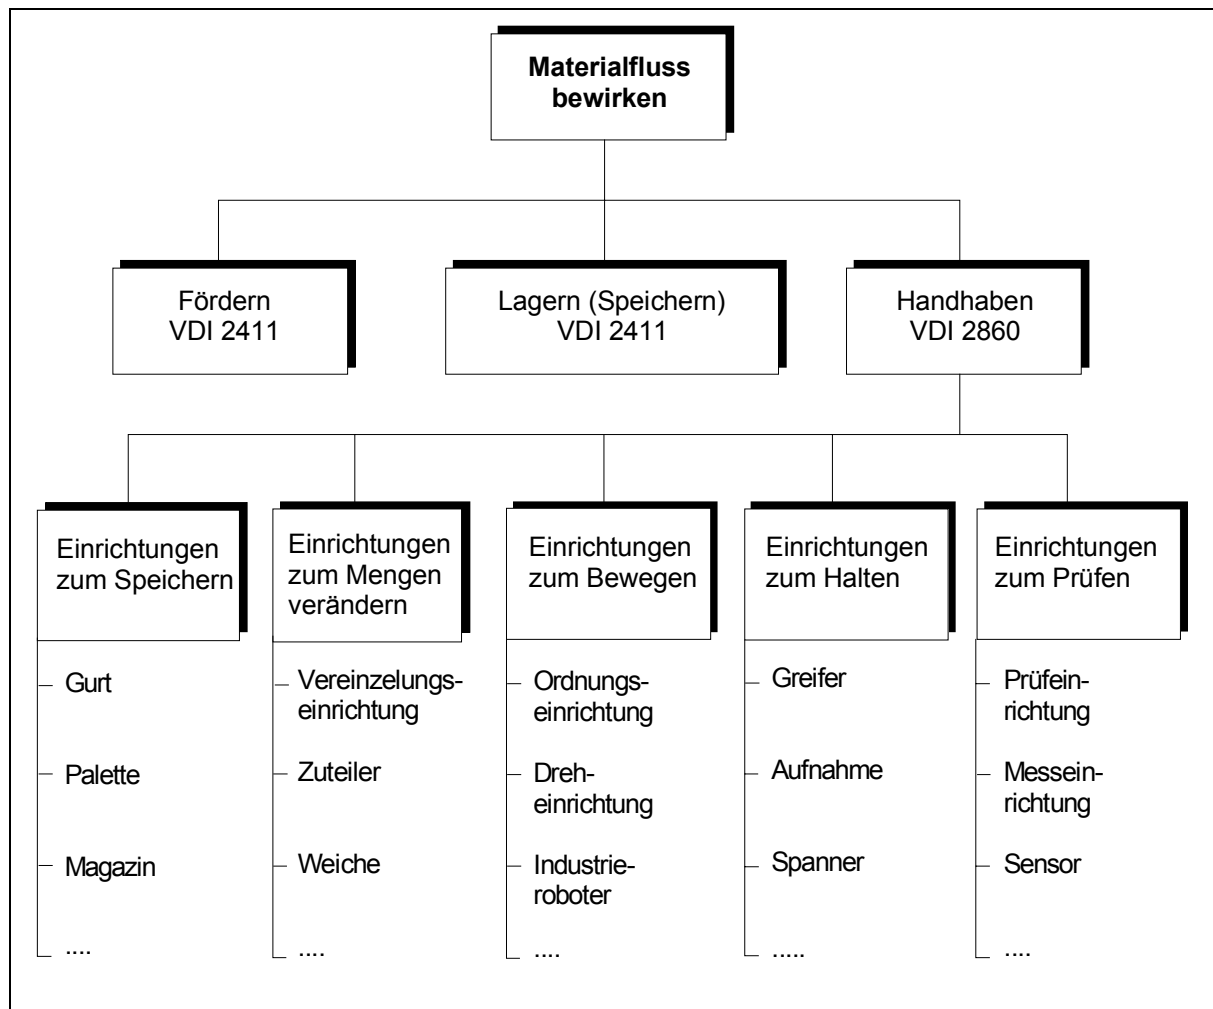 Materialfluss
bewirken
Fördern
VDI 2411
Lagern (Speichern)
VDI 2411
Handhaben
VDI 2860
Einrichtungen
zum Speichern
Einrichtungen
zum Mengen
verändern
Einrichtungen
zum Bewegen
Einrichtungen
zum Halten
Einrichtungen
zum Prüfen
Gurt
Palette
Magazin
....
Vereinzelungs-
einrichtung
Zuteiler
Weiche
....
Ordnungs-
einrichtung
Dreh-
einrichtung
Industrie-
roboter
....
Greifer
Aufnahme
Spanner
.....
Prüfein-
richtung
Messein-
richtung
Sensor
....